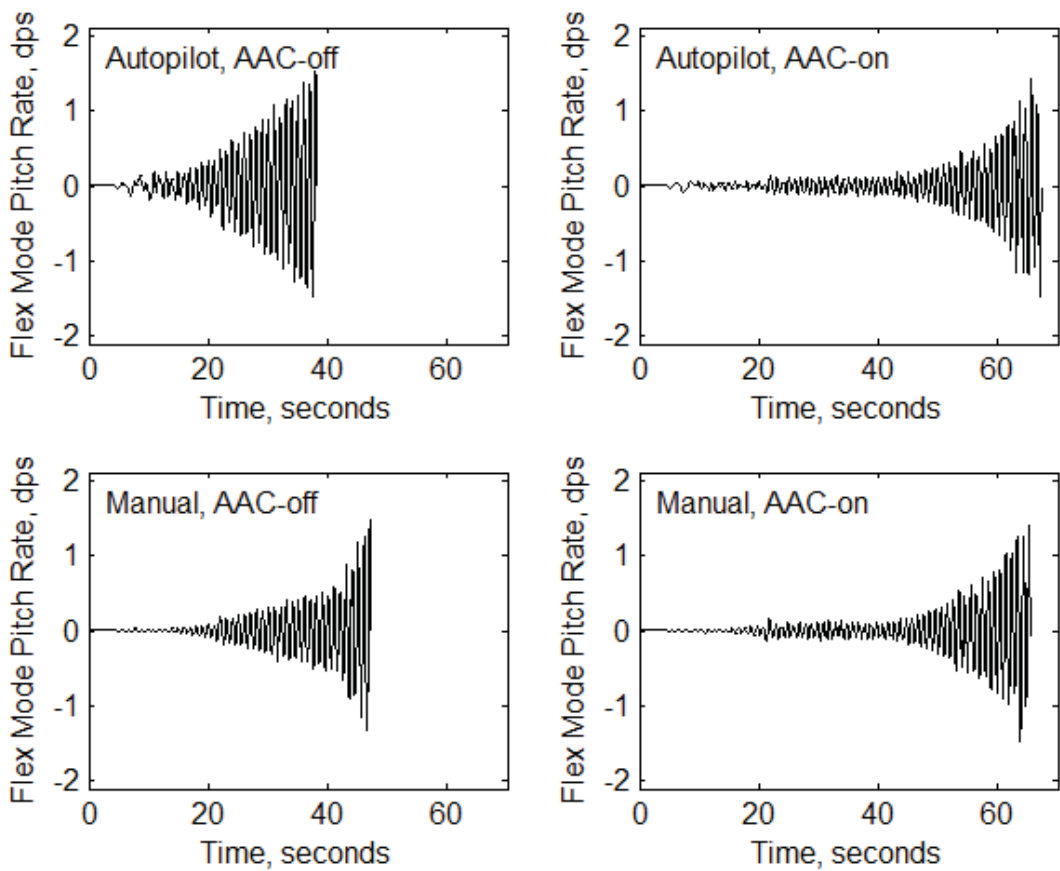 Flex Mode Pitch Rate, dps
2
1
0
-1
-2
Autopilot, AAC-off
0 20 40 60
Time, seconds
Flex Mode Pitch Rate, dps
2
1
0
-1
-2
Autopilot, AAC-on
0 20 40 60
Time, seconds
Flex Mode Pitch Rate, dps
2
1
0
-1
-2
Manual, AAC-off
0 20 40 60
Time, seconds
Flex Mode Pitch Rate, dps
2
1
0
-1
-2
Manual, AAC-on
0 20 40 60
Time, seconds